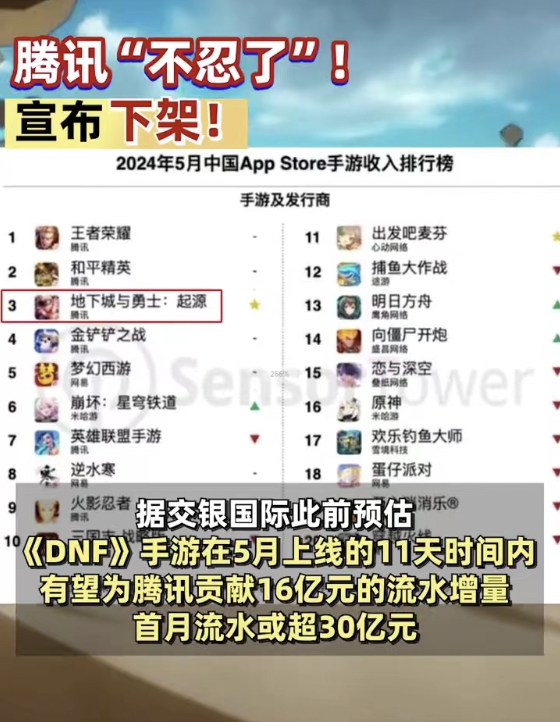 腾讯“不忍了”！
宣布下架！
2024年5月中国App Store手游收入排行榜
手游及发行商
1 王者荣耀
腾讯
-
2 和平精英
腾讯
-
3 地下城与勇士：起源
腾讯
4 金铲铲之战
腾讯
-
5 梦幻西游
网易
-
6 崩坏：星穹铁道
米哈游
7 英雄联盟手游
腾讯
8 逆水寒
网易
-
9 火影忍者
10
11 出发吧麦芬
心动网络
12 捕鱼大作战
途游
13 明日方舟
鹰角网络
14 向僵尸开炮
盛昌网络
15 恋与深空
叠纸网络
16 原神
米哈游
17 欢乐钓鱼大师
雪境科技
18 蛋仔派对
网易
消消乐®
266%
据交银国际此前预估
《DNF》手游在5月上线的11天时间内
有望为腾讯贡献16亿元的流水增量
首月流水或超30亿元